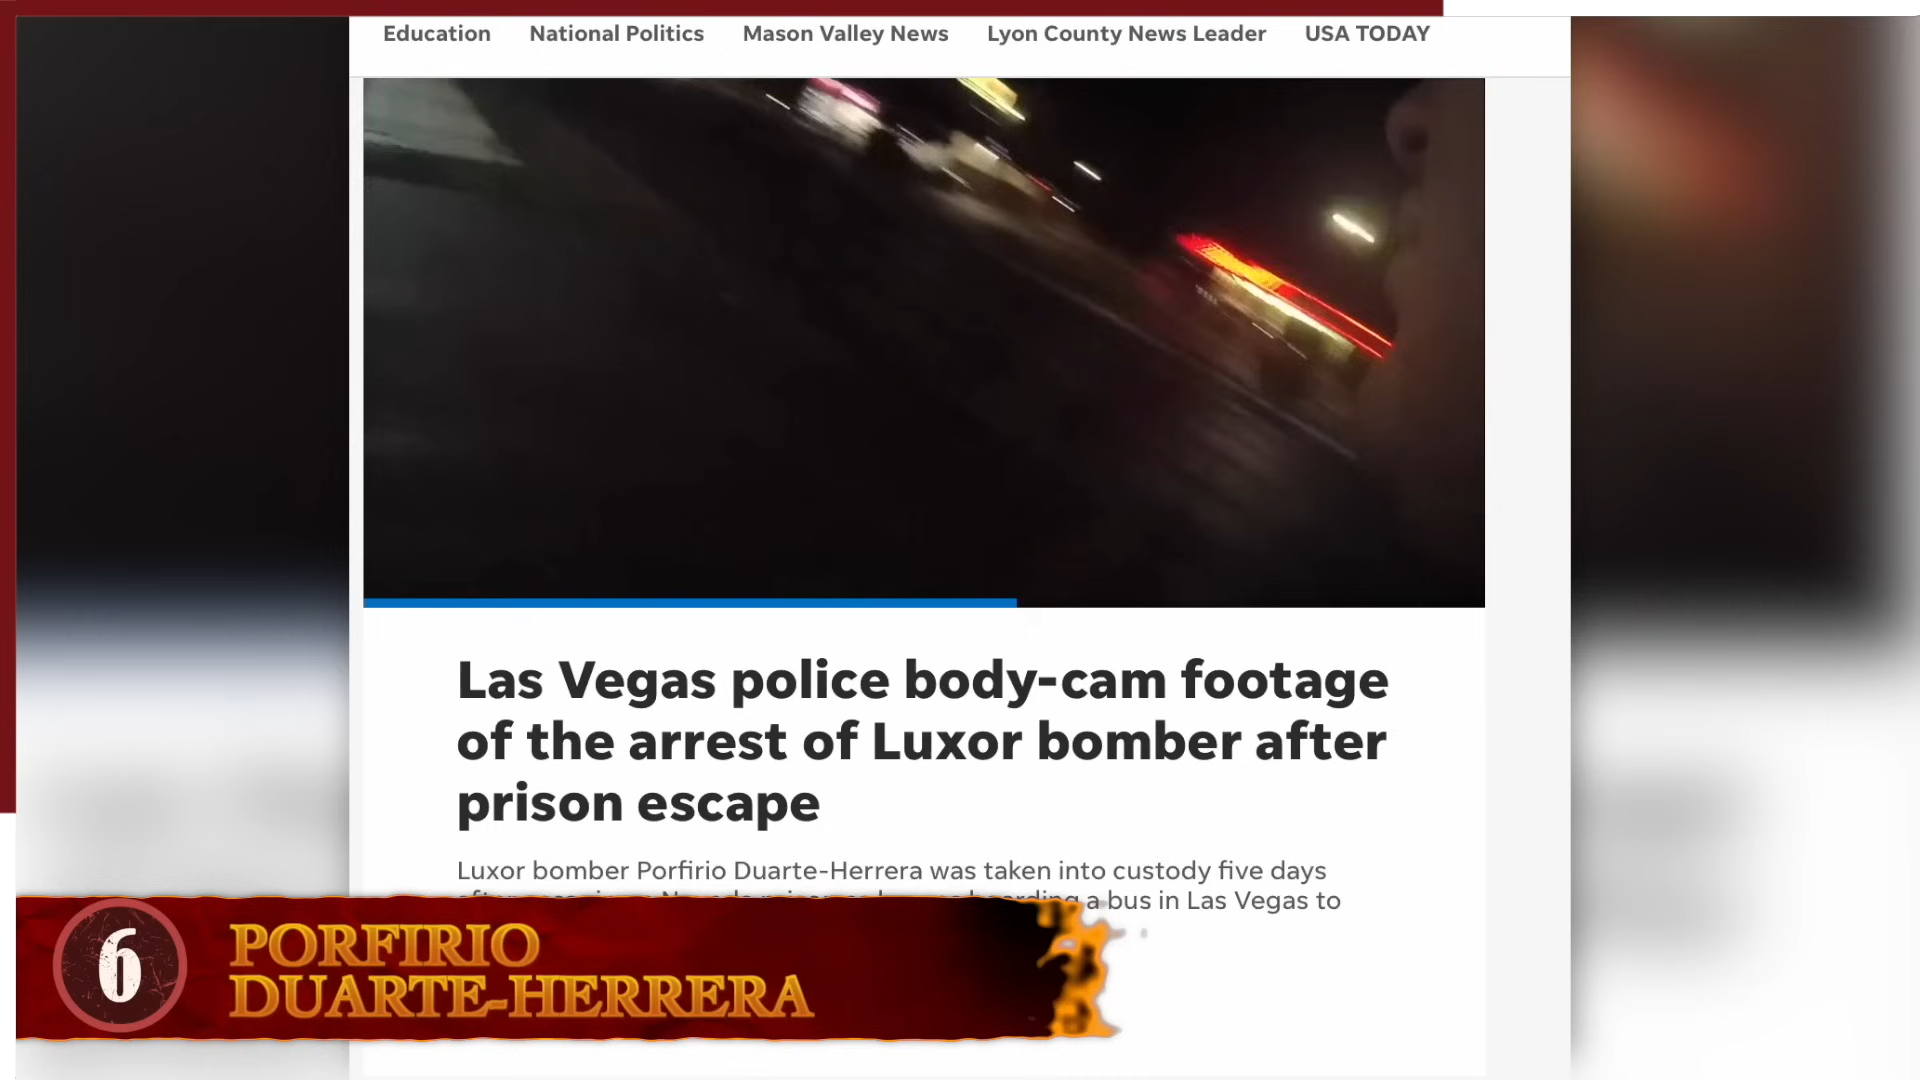 Education National Politics Mason Valley News Lyon County News Leader USA TODAY
Las Vegas police body-cam footage
of the arrest of Luxor bomber after
prison escape
Luxor bomber Porfirio Duarte-Herrera was taken into custody five days
a bus in Las Vegas to
6
PORFIRIO
DUARTE-HERRERA